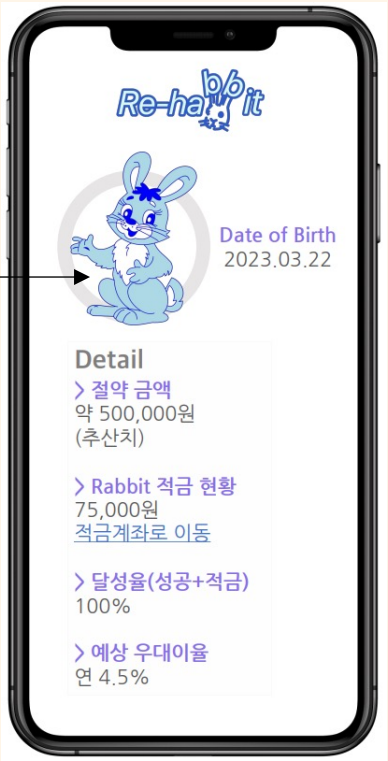 Re-habbit
Date of Birth
2023.03.22
Detail
> 절약 금액
약 500,000원
(추산치)
> Rabbit 적금 현황
75,000원
적금계좌로 이동
> 달성율(성공+적금)
100%
> 예상 우대이율
연 4.5%